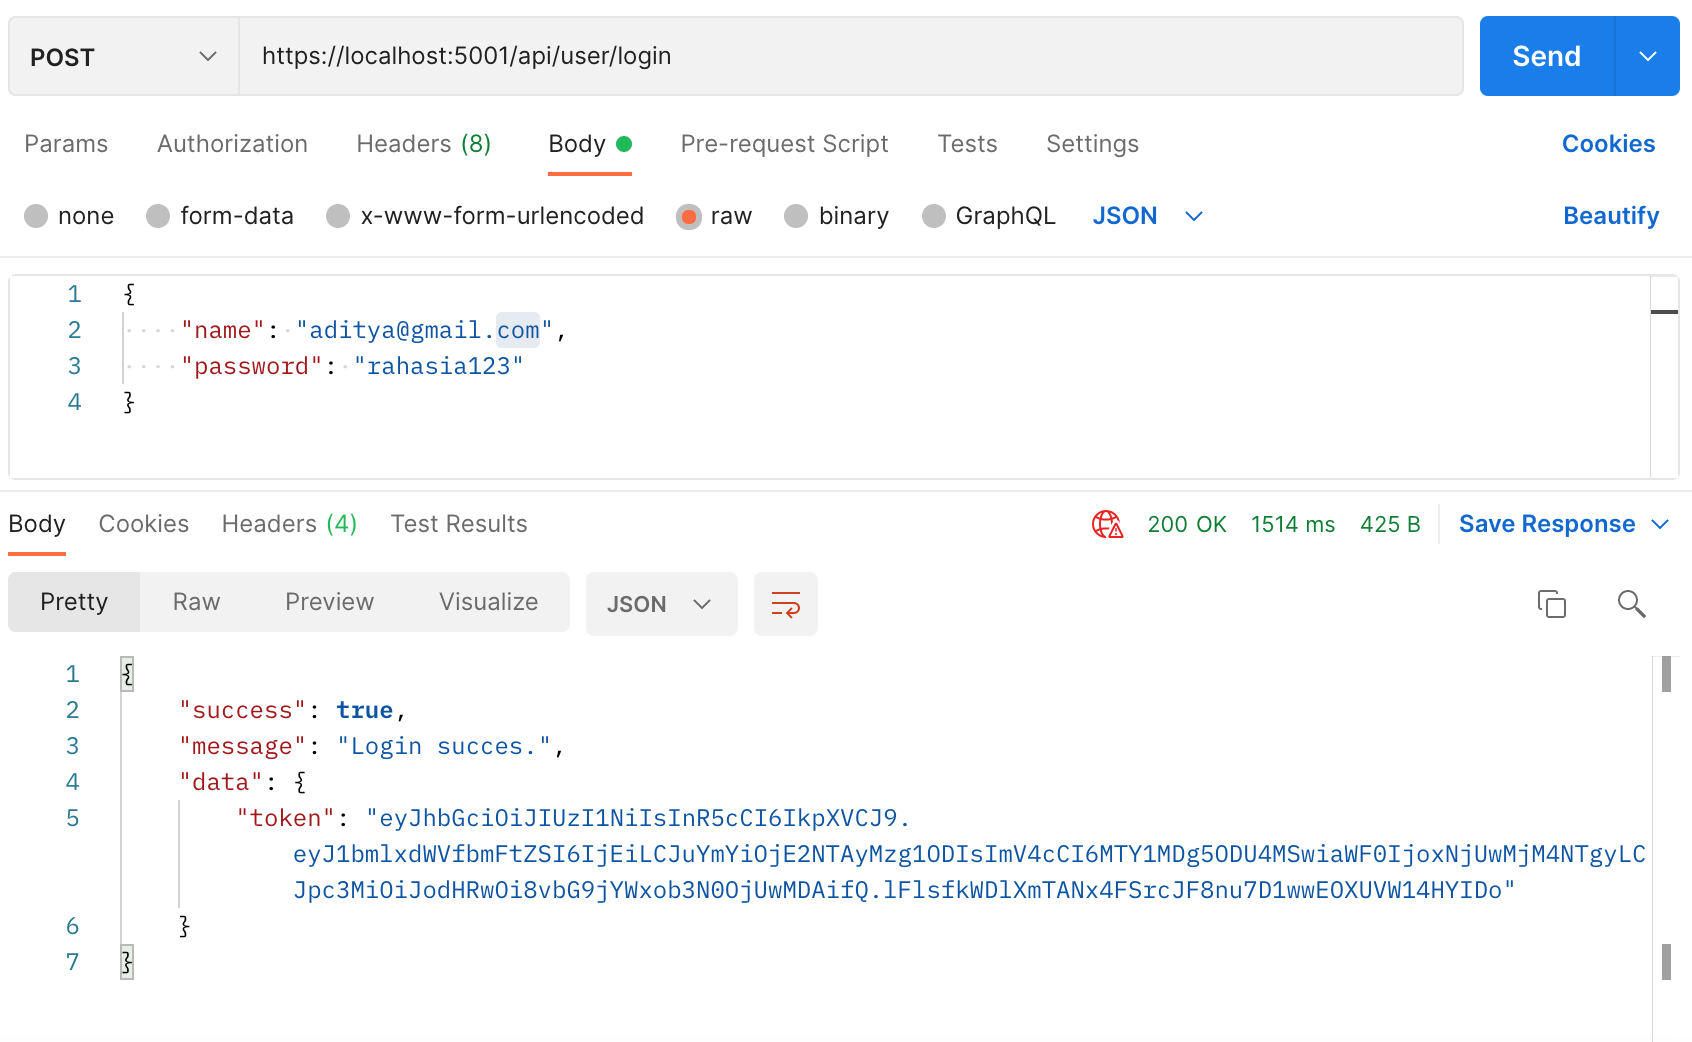 POST https://localhost:5001/api/user/login Send
Params Authorization Headers (8) Body Pre-request Script Tests Settings Cookies
none form-data x-www-form-urlencoded raw binary GraphQL JSON Beautify
1 {
2 "name": "aditya@gmail.com",
3 "password": "rahasia123"
4 }
Body Cookies Headers (4) Test Results 200 OK 1514 ms 425 B Save Response
Pretty Raw Preview Visualize JSON
1 {
2 "success": true,
3 "message": "Login succes.",
4 "data": {
5 "token": "eyJhbGciOiJIUzI1NiIsInR5cCI6IkpXVCJ9.
eyJ1bmlxdWVfbmFtZSI6IjEiLCJuYmYiOjE2NTAyMzg1ODIsImV4cCI6MTY1MDg5ODU4MSwiaWF0IjoxNjUwMjM4NTgyLC
Jpc3MiOiJodHRwOi8vbG9jYWxob3N0OjUwMDAifQ.lFlsfkWDlXmTANx4FSrcJF8nu7D1wwEOXUVW14HYIDo"
6 }
7 }